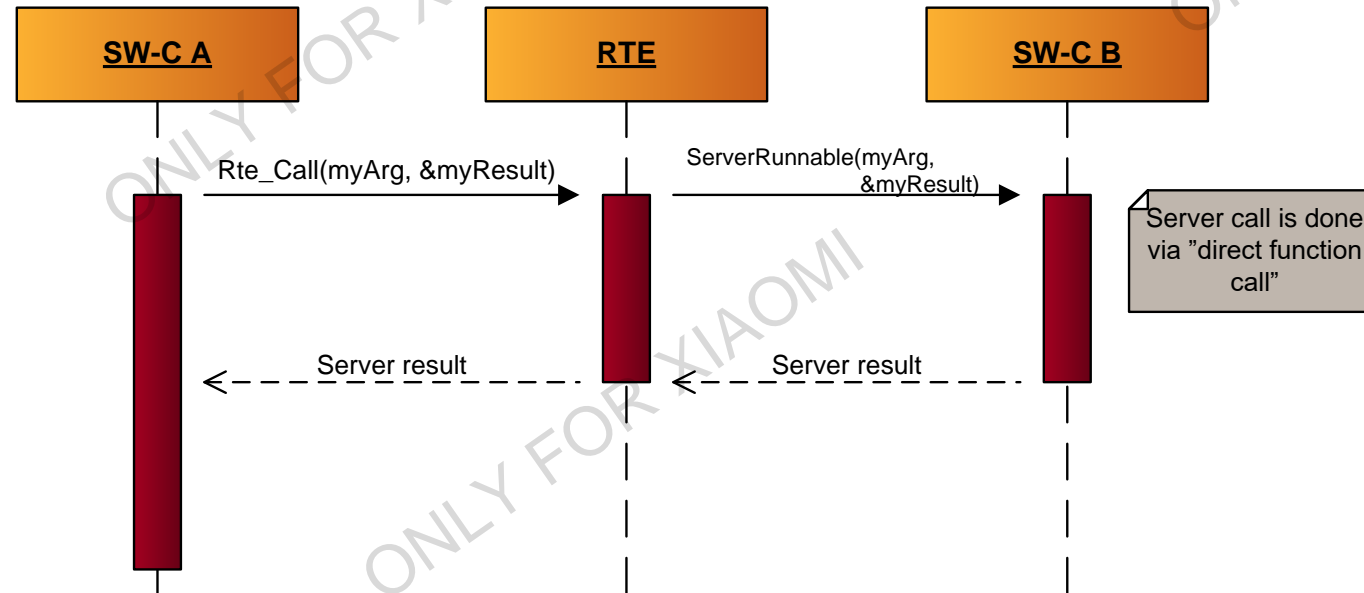 SW-C A
RTE
SW-C B
Rte_Call(myArg, &myResult)
ServerRunnable(myArg,
&myResult)
Server call is done
via ”direct function
call”
Server result
Server result
ONLY FOR X
ONLY FOR XIAOMI
ON